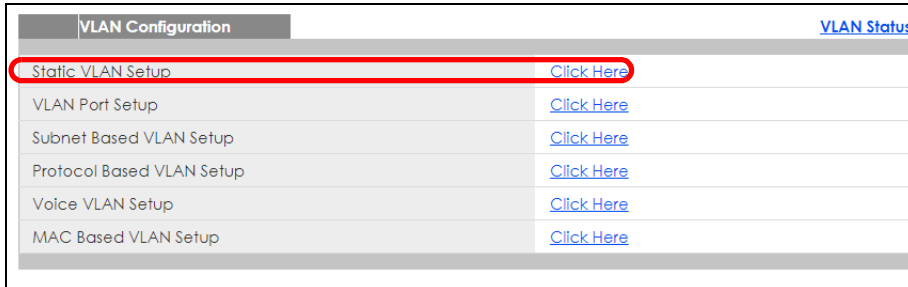 VLAN Configuration VLAN Status
Static VLAN Setup Click Here
VLAN Port Setup Click Here
Subnet Based VLAN Setup Click Here
Protocol Based VLAN Setup Click Here
Voice VLAN Setup Click Here
MAC Based VLAN Setup Click Here